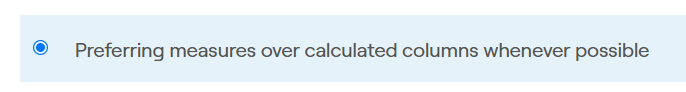 Preferring measures over calculated columns whenever possible